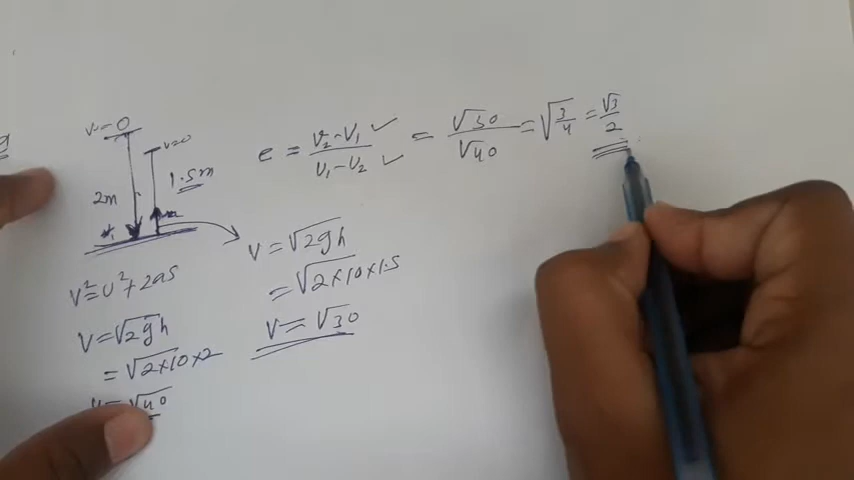 v=0
v=0
2m
1.5m
e = v₂-v₁ / u₁-u₂ = √30 / √40 = √3/4 = √3/2
v²=u²+2as
v=√2gh
=√2×10×2
√40
v=√2gh
=√2×10×1.5
v=√30